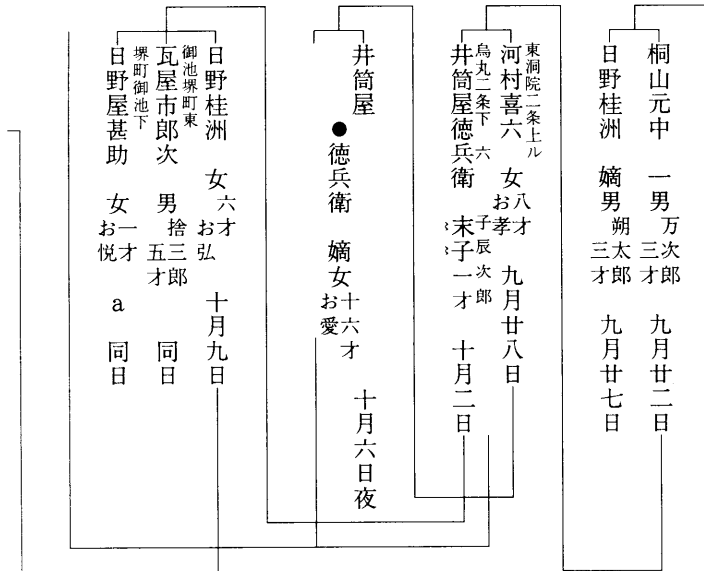 桐山元中 一男 万次郎 三才 九月廿二日
日野桂洲 嫡男 朔太郎 三才 九月廿七日
東洞院二条上ル
河村喜六 女 八才 お孝 九月廿八日
烏丸二条下 六
井筒屋徳兵衛 末子 子辰次郎 一才 十月二日
井筒屋 十月六日夜
●徳兵衛 嫡女 十六才 お愛
日野桂洲 女 六才 お弘 十月九日
御池堺町東
瓦屋市郎次 男 捨三郎 五才 同日
堺町御池下
日野屋甚助 女 一才 お悦 a 同日